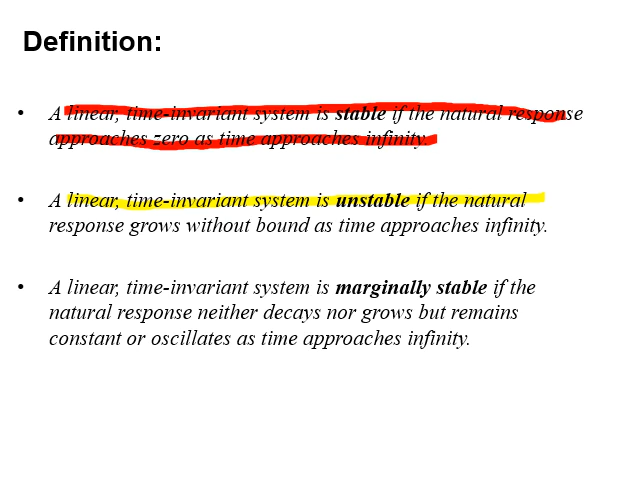 Definition:
• A linear, time-invariant system is stable if the natural response
approaches zero as time approaches infinity.
• A linear, time-invariant system is unstable if the natural
response grows without bound as time approaches infinity.
• A linear, time-invariant system is marginally stable if the
natural response neither decays nor grows but remains
constant or oscillates as time approaches infinity.